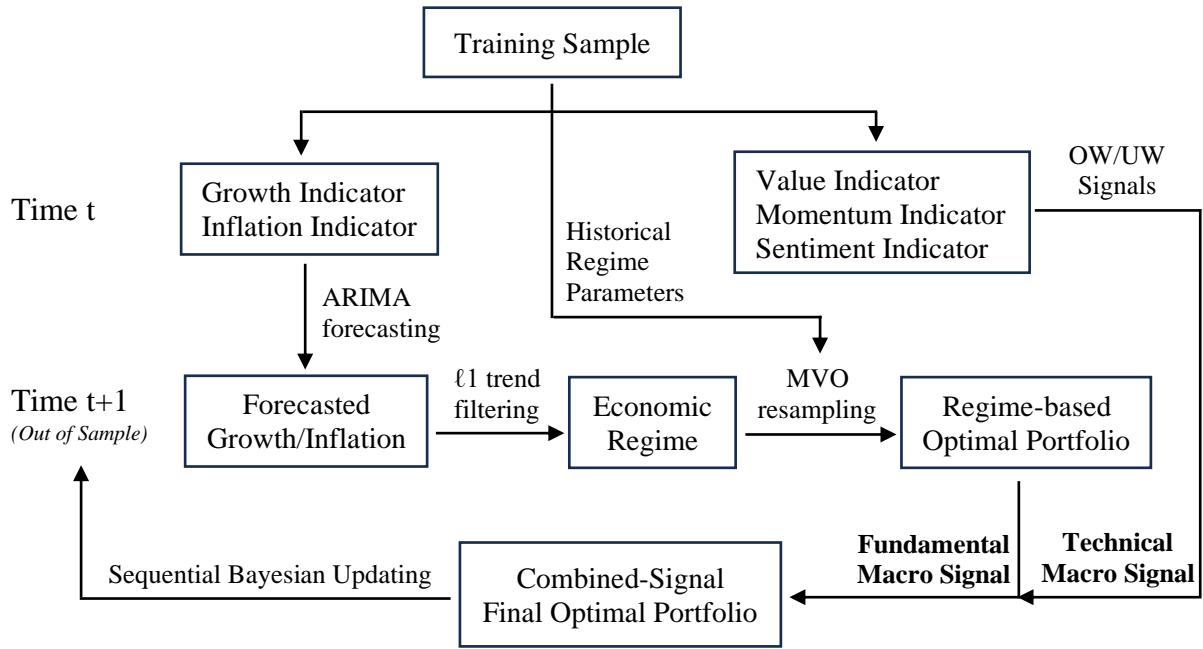 Training Sample
OW/UW
Signals
Time t
Growth Indicator
Inflation Indicator
Value Indicator
Momentum Indicator
Sentiment Indicator
Historical
Regime
Parameters
ARIMA
forecasting
Time t+1
(Out of Sample)
Forecasted
Growth/Inflation
ℓ1 trend
filtering
Economic
Regime
MVO
resampling
Regime-based
Optimal Portfolio
Fundamental
Macro Signal
Technical
Macro Signal
Sequential Bayesian Updating
Combined-Signal
Final Optimal Portfolio